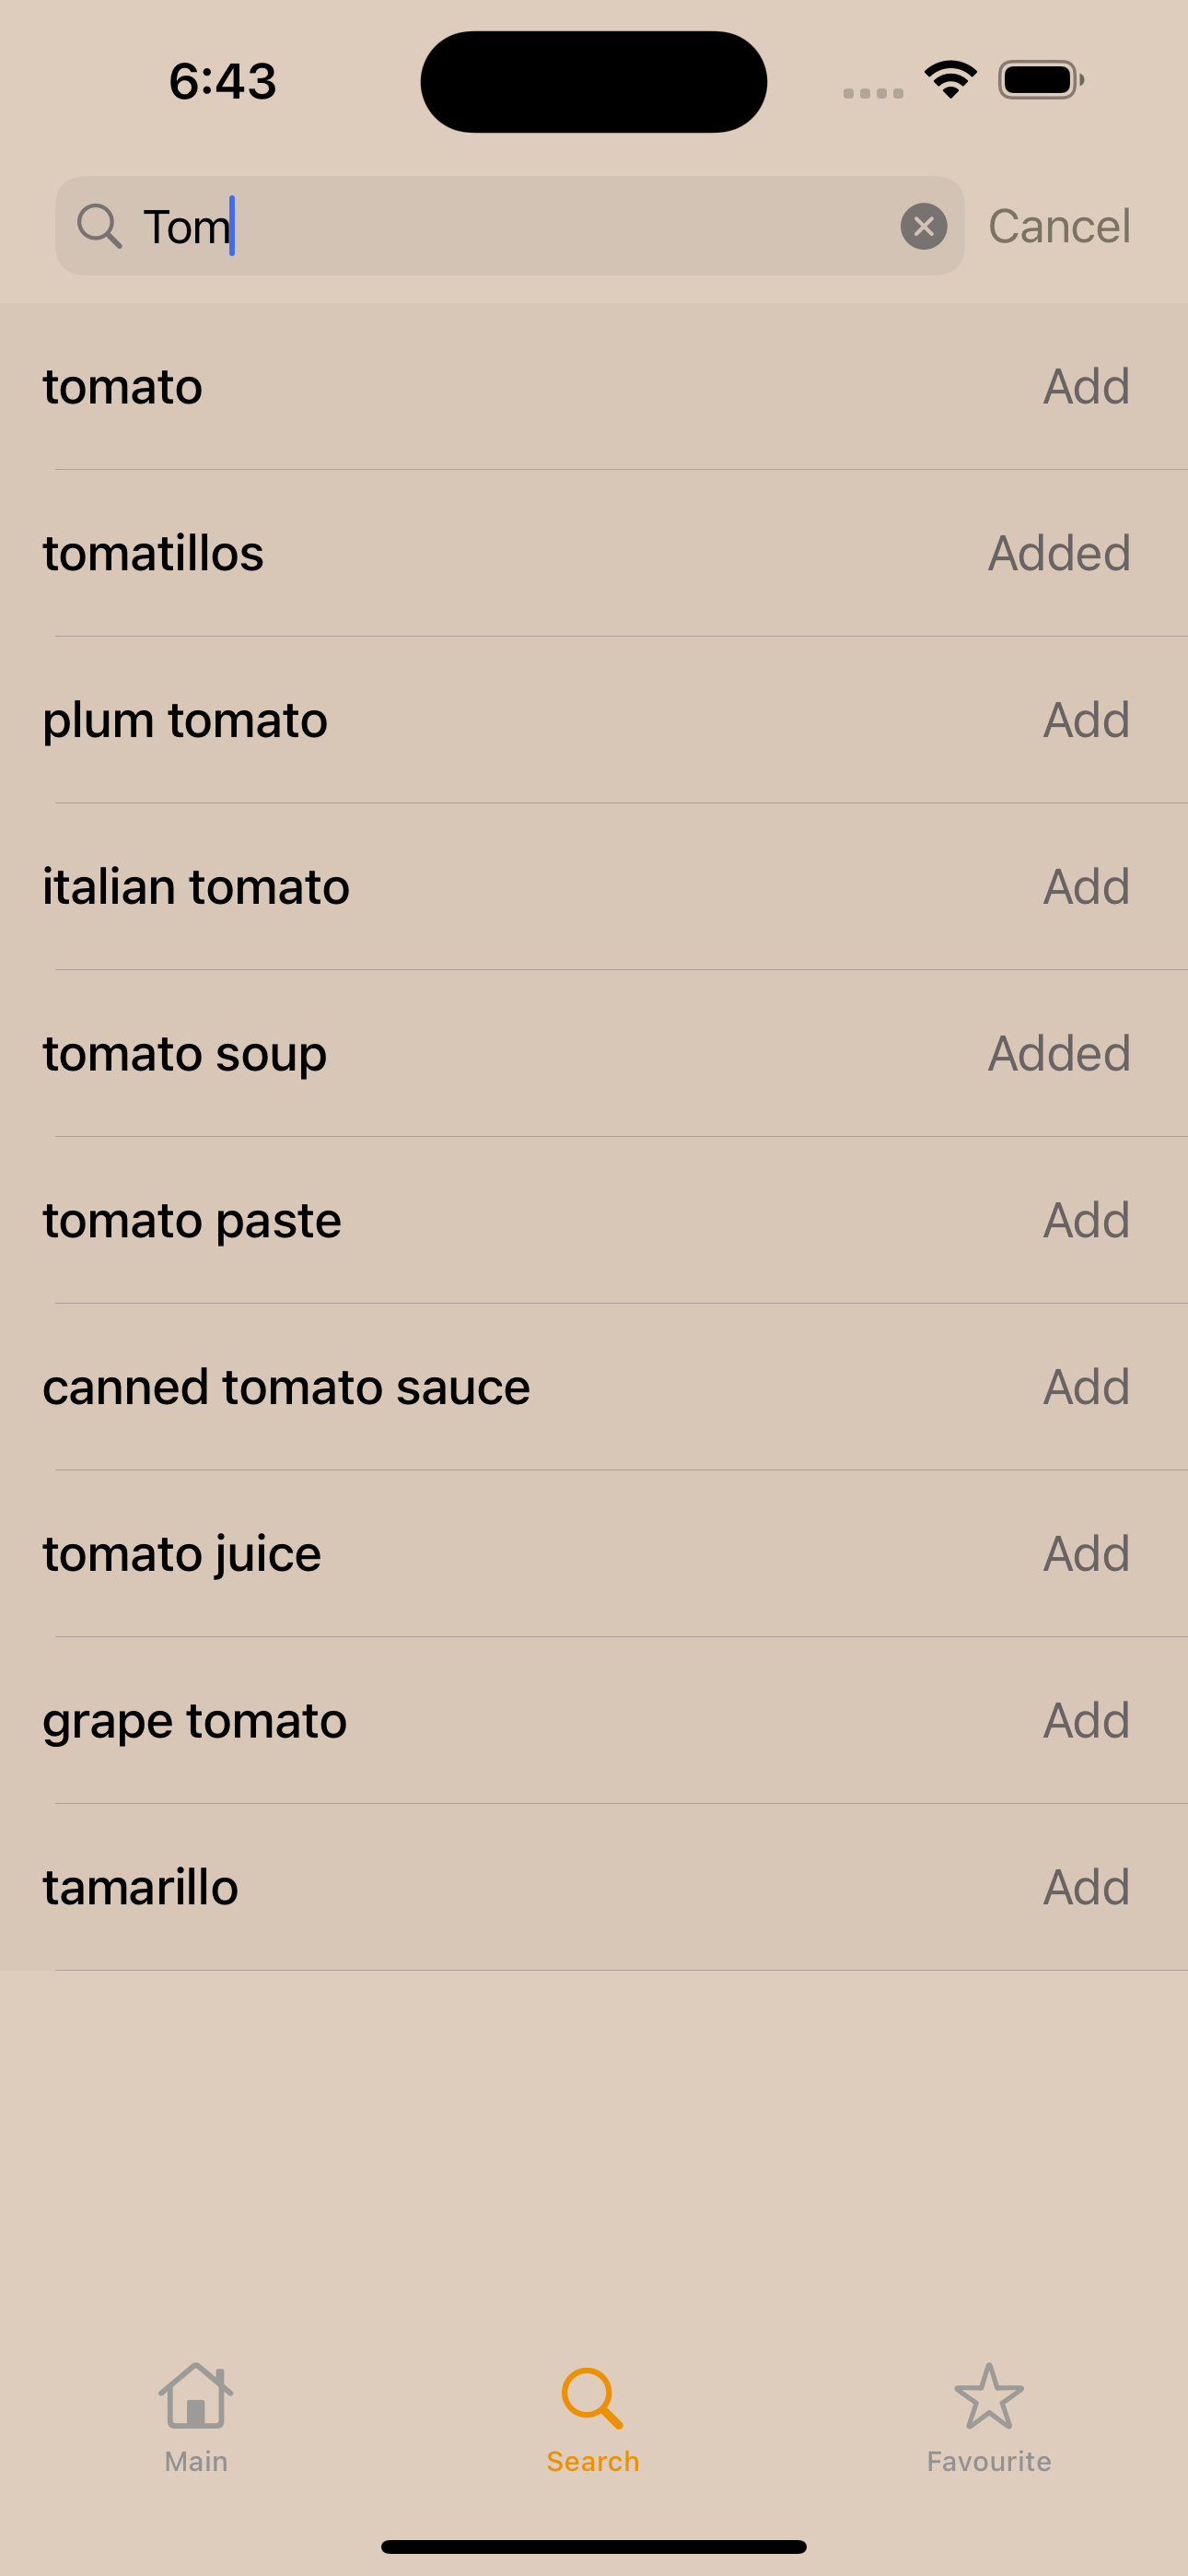 6:43
Tom
Cancel
tomato Add
tomatillos Added
plum tomato Add
italian tomato Add
tomato soup Added
tomato paste Add
canned tomato sauce Add
tomato juice Add
grape tomato Add
tamarillo Add
Main Search Favourite